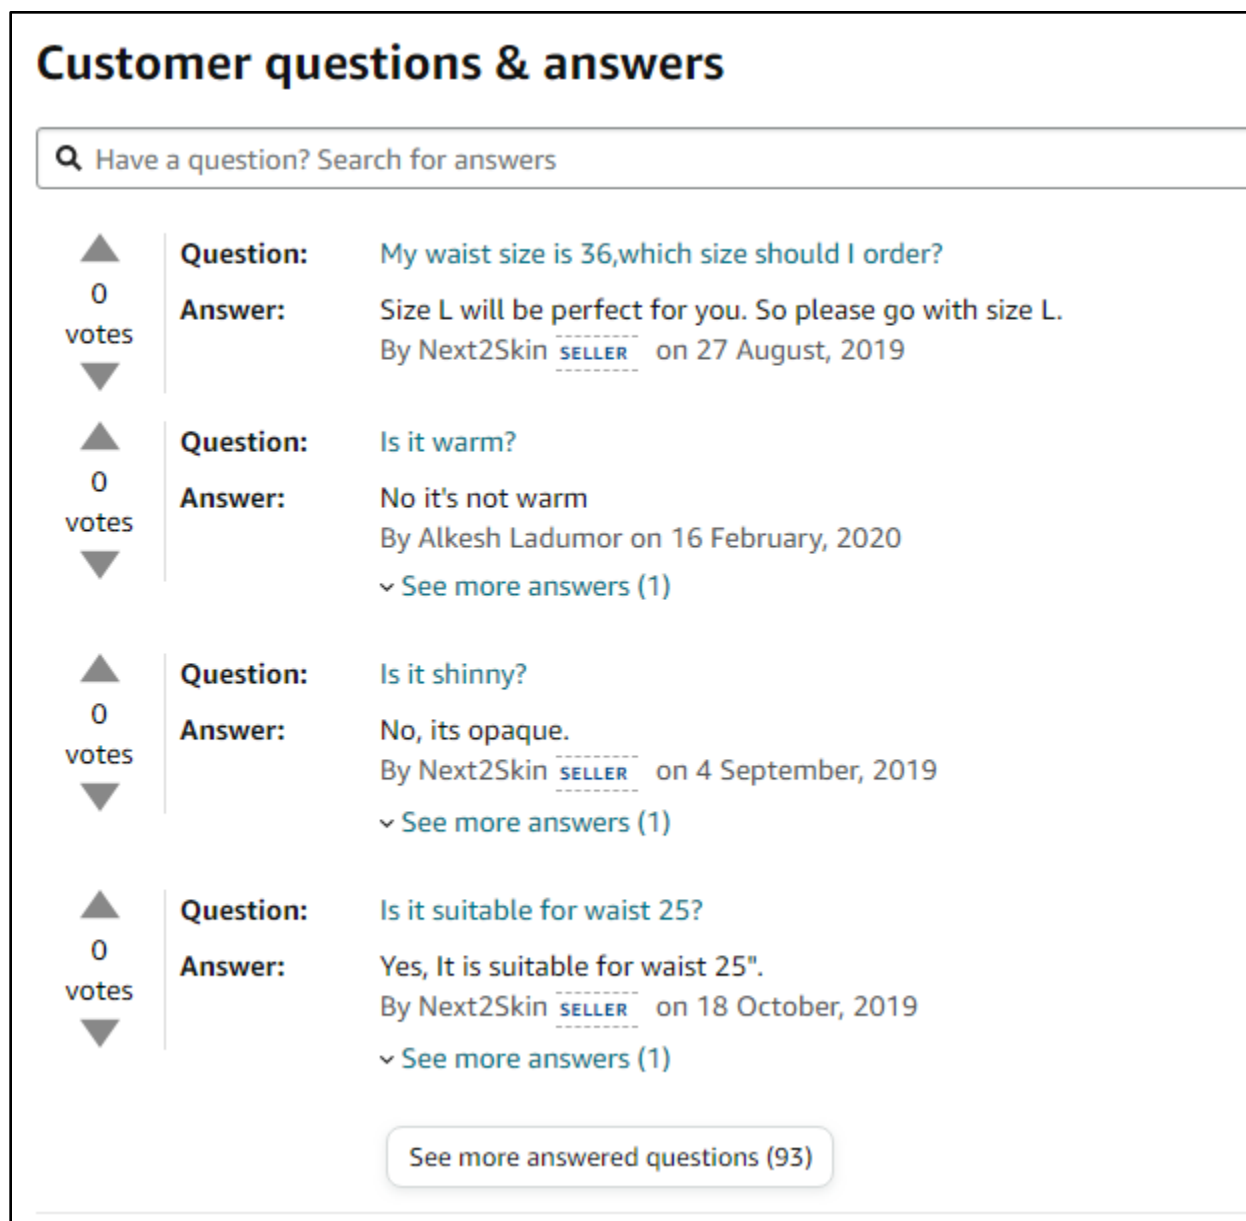 Customer questions & answers
Have a question? Search for answers
0
votes
Question: My waist size is 36,which size should I order?
Answer: Size L will be perfect for you. So please go with size L.
By Next2Skin SELLER on 27 August, 2019
0
votes
Question: Is it warm?
Answer: No it's not warm
By Alkesh Ladumor on 16 February, 2020
See more answers (1)
0
votes
Question: Is it shinny?
Answer: No, its opaque.
By Next2Skin SELLER on 4 September, 2019
See more answers (1)
0
votes
Question: Is it suitable for waist 25?
Answer: Yes, It is suitable for waist 25".
By Next2Skin SELLER on 18 October, 2019
See more answers (1)
See more answered questions (93)